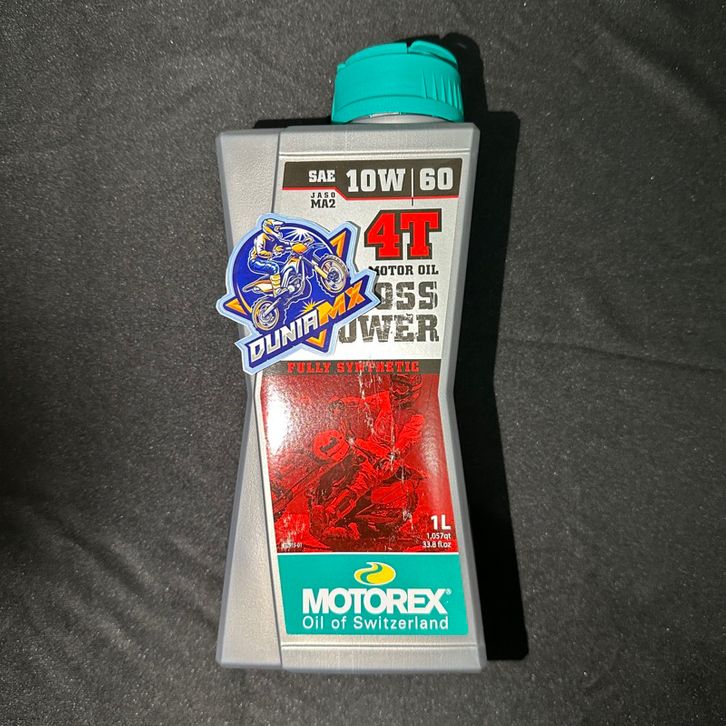 SAE 10W|60
JASO
MA2
4T
MOTOR OIL
OSS
OWER
DUNIAMX
FULLY SYNTHETIC
1L
1,057qt
33.8 fl.oz
MOTOREX®
Oil of Switzerland